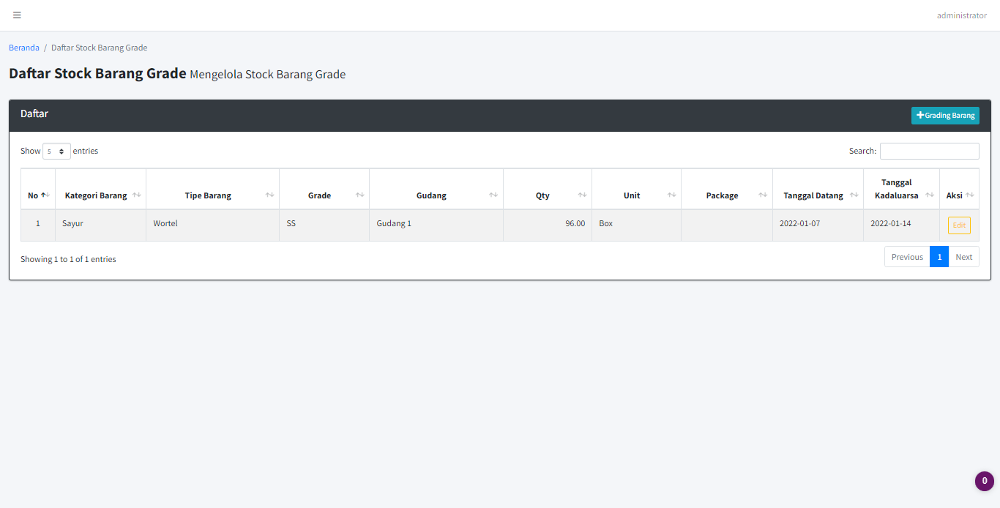 administrator
Beranda / Daftar Stock Barang Grade
Daftar Stock Barang Grade Mengelola Stock Barang Grade
Daftar
Grading Barang
Show 5 entries
Search:
No Kategori Barang Tipe Barang Grade Gudang Qty Unit Package Tanggal Datang Tanggal Kadaluarsa Aksi
1 Sayur Wortel SS Gudang 1 96.00 Box 2022-01-07 2022-01-14 Edit
Showing 1 to 1 of 1 entries
Previous 1 Next
0